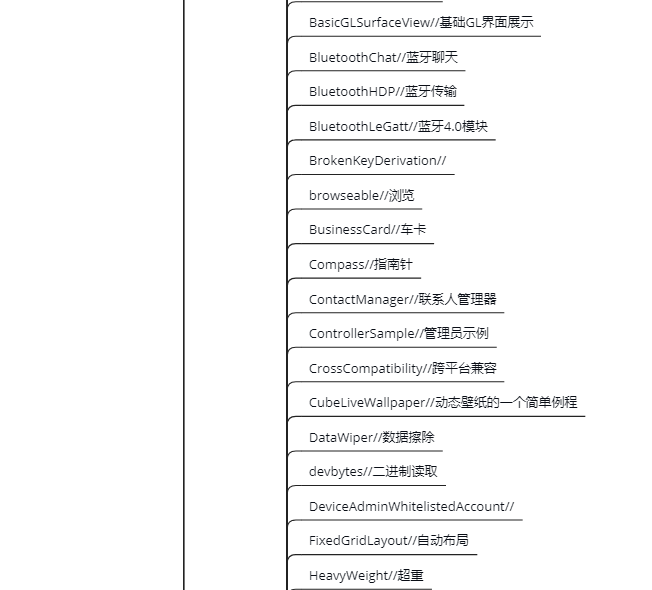 BasicGLSurfaceView//基础GL界面展示
BluetoothChat//蓝牙聊天
BluetoothHDP//蓝牙传输
BluetoothLeGatt//蓝牙4.0模块
BrokenKeyDerivation//
browseable//浏览
BusinessCard//车卡
Compass//指南针
ContactManager//联系人管理器
ControllerSample//管理员示例
CrossCompatibility//跨平台兼容
CubeLiveWallpaper//动态壁纸的一个简单例程
DataWiper//数据擦除
devbytes//二进制读取
DeviceAdminWhitelistedAccount//
FixedGridLayout//自动布局
HeavyWeight//超重